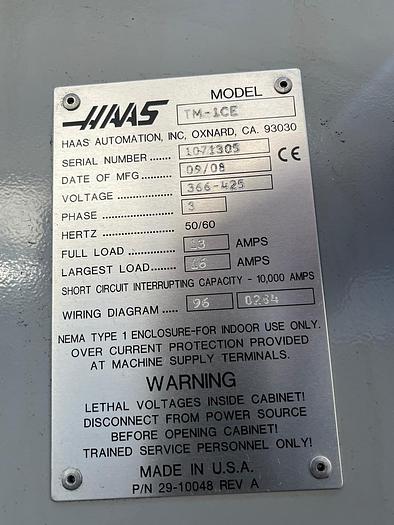 HAAS MODEL TM-1CE
HAAS AUTOMATION, INC, OXNARD, CA. 93030
SERIAL NUMBER ...... 1071305 CE
DATE OF MFG ........ 09/08
VOLTAGE ................ 366-425
PHASE ..................... 3
HERTZ ..................... 50/60
FULL LOAD ............ 13 AMPS
LARGEST LOAD ...... 16 AMPS
SHORT CIRCUIT INTERRUPTING CAPACITY - 10,000 AMPS
WIRING DIAGRAM ..... 96 0284
NEMA TYPE 1 ENCLOSURE-FOR INDOOR USE ONLY.
OVER CURRENT PROTECTION PROVIDED
AT MACHINE SUPPLY TERMINALS.
WARNING
LETHAL VOLTAGES INSIDE CABINET!
DISCONNECT FROM POWER SOURCE
BEFORE OPENING CABINET!
TRAINED SERVICE PERSONNEL ONLY!
MADE IN U.S.A.
P/N 29-10048 REV A